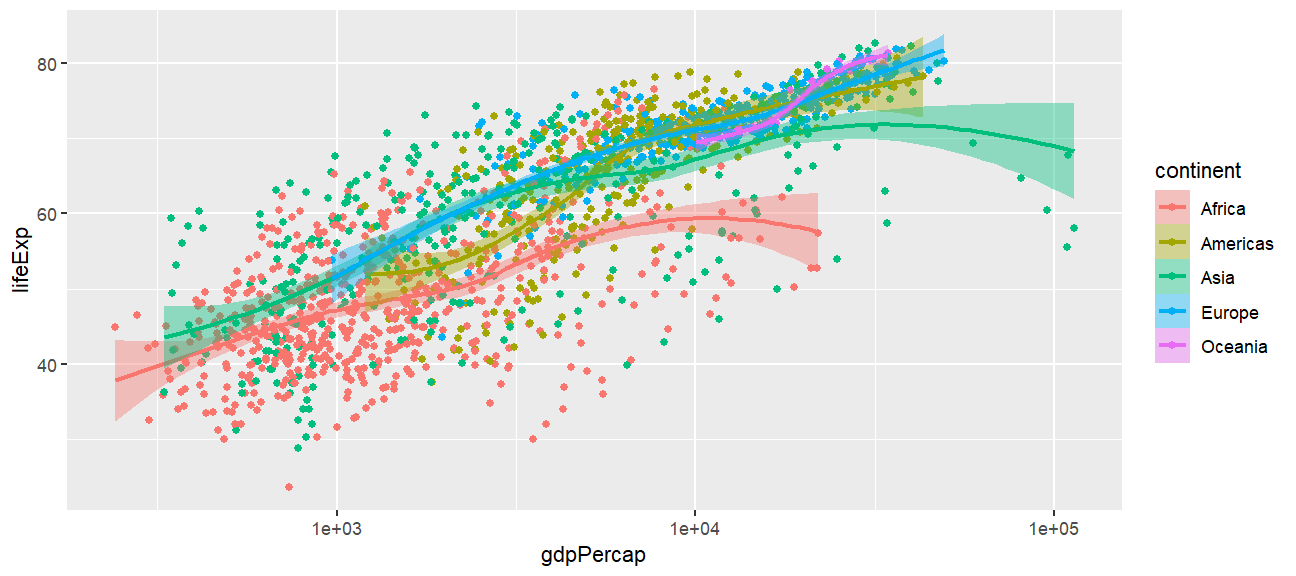 80
60
40
lifeExp
1e+03
1e+04
1e+05
gdpPercap
continent
Africa
Americas
Asia
Europe
Oceania